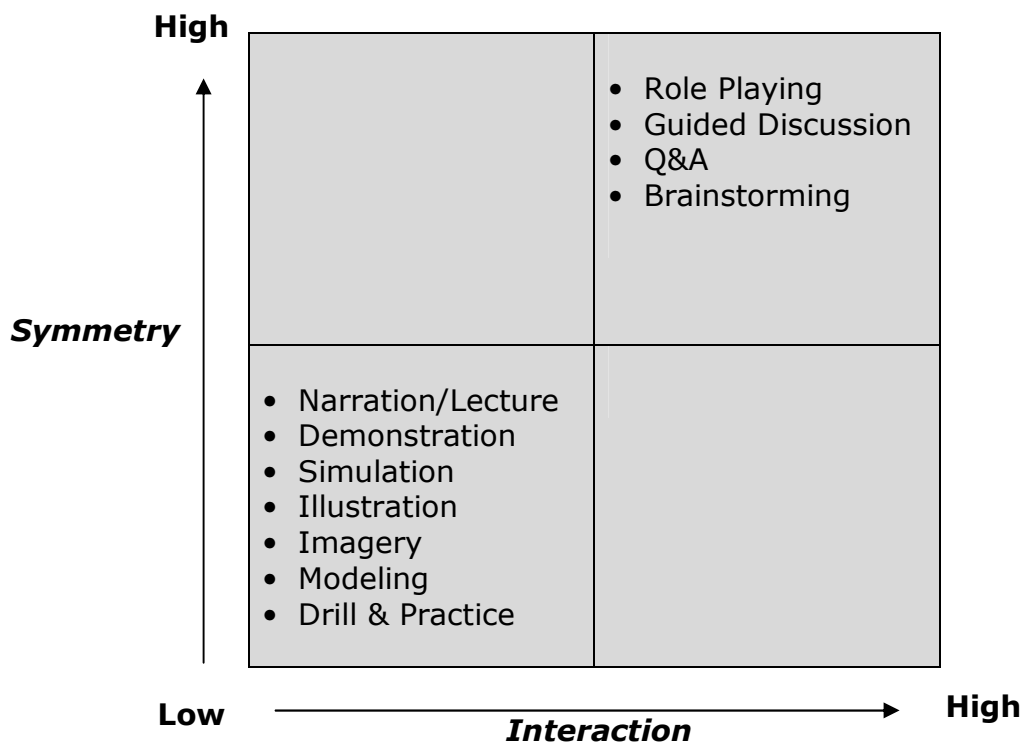 High
• Role Playing
• Guided Discussion
• Q&A
• Brainstorming
Symmetry
• Narration/Lecture
• Demonstration
• Simulation
• Illustration
• Imagery
• Modeling
• Drill & Practice
Low
Interaction
High